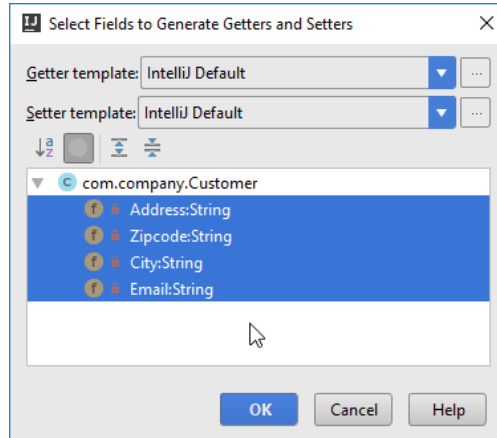 Select Fields to Generate Getters and Setters
Getter template: IntelliJ Default
Setter template: IntelliJ Default
com.company.Customer
Address:String
Zipcode:String
City:String
Email:String
OK Cancel Help